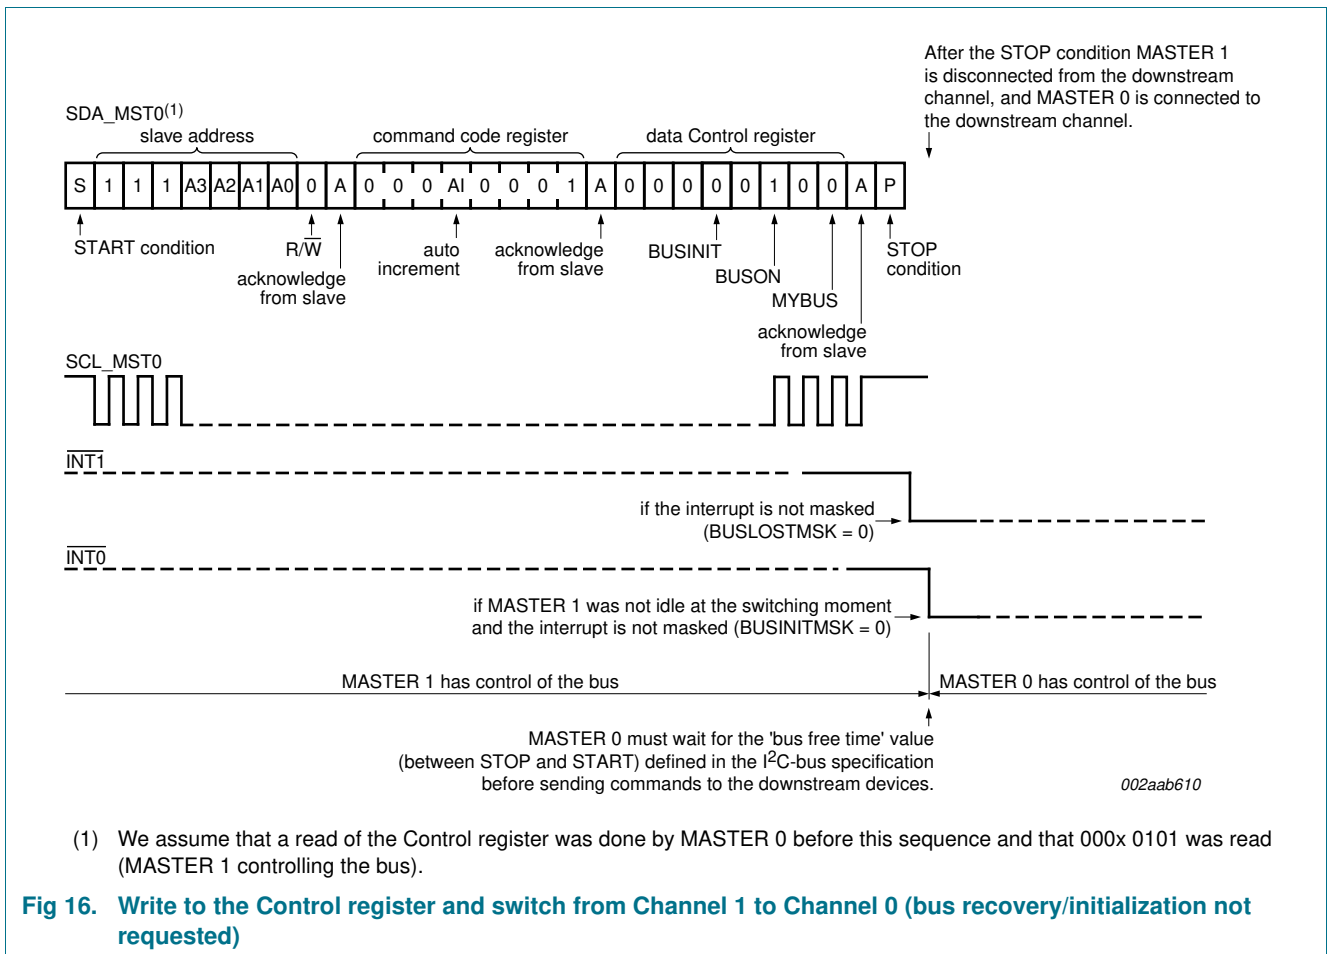 After the STOP condition MASTER 1
is disconnected from the downstream
channel, and MASTER 0 is connected to
the downstream channel.
SDA_MST0(1)
slave address
command code register
data Control register
S 1 1 1 A3 A2 A1 A0 0 A 0 0 0 AI 0 0 0 1 A 0 0 0 0 0 1 0 0 A P
START condition
R/W
acknowledge
from slave
auto
increment
acknowledge
from slave
BUSINIT
BUSON
MYBUS
acknowledge
from slave
STOP
condition
SCL_MST0
INT1
if the interrupt is not masked
(BUSLOSTMSK = 0)
INT0
if MASTER 1 was not idle at the switching moment
and the interrupt is not masked (BUSINITMSK = 0)
MASTER 1 has control of the bus
MASTER 0 has control of the bus
MASTER 0 must wait for the 'bus free time' value
(between STOP and START) defined in the I2C-bus specification
before sending commands to the downstream devices.
002aab610
(1) We assume that a read of the Control register was done by MASTER 0 before this sequence and that 000x 0101 was read
(MASTER 1 controlling the bus).
Fig 16. Write to the Control register and switch from Channel 1 to Channel 0 (bus recovery/initialization not
requested)